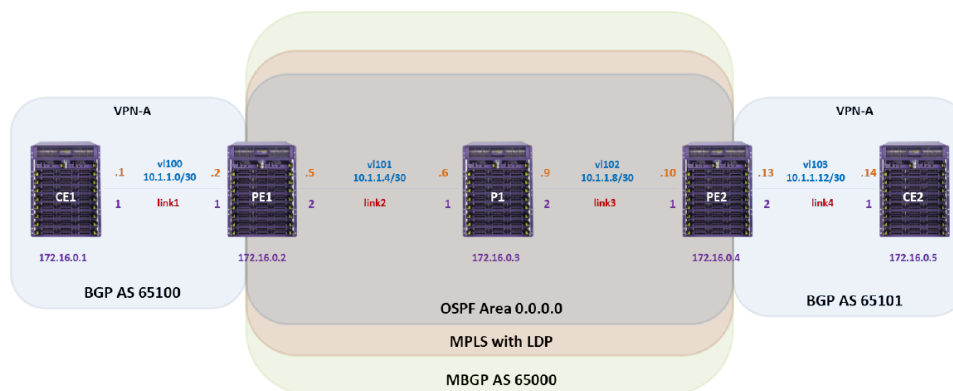 VPN-A
VPN-A
vl100
10.1.1.0/30
vl101
10.1.1.4/30
vl102
10.1.1.8/30
vl103
10.1.1.12/30
CE1 .1 .2 PE1 .5 .6 P1 .9 .10 PE2 .13 .14 CE2
1 link1 1 2 link2 1 2 link3 1 2 link4 1
172.16.0.1 172.16.0.2 172.16.0.3 172.16.0.4 172.16.0.5
BGP AS 65100
OSPF Area 0.0.0.0
BGP AS 65101
MPLS with LDP
MBGP AS 65000